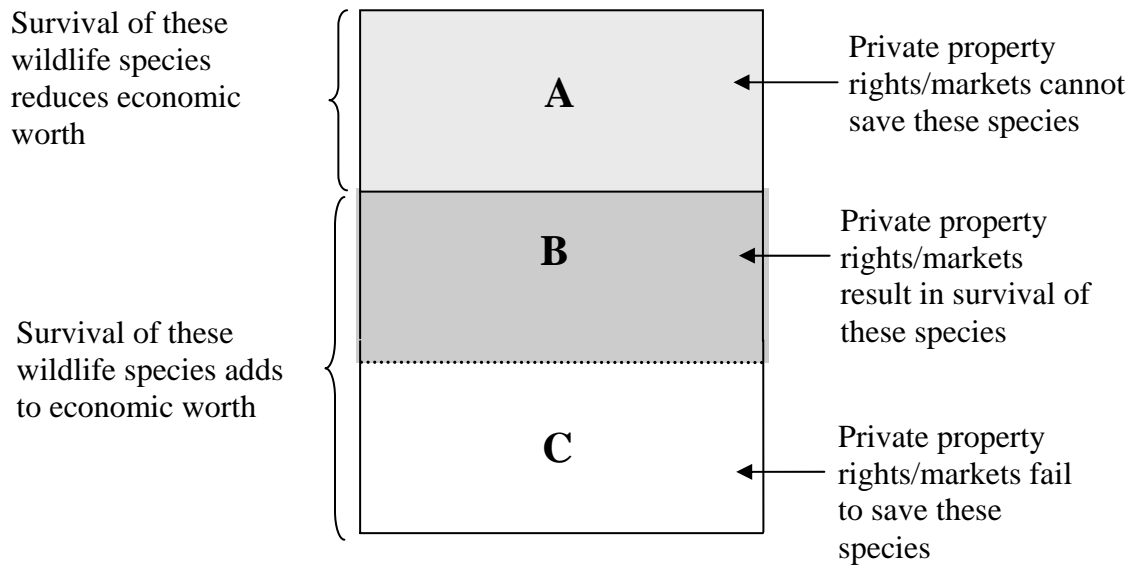 Survival of these
wildlife species
reduces economic
worth
A
Private property
rights/markets cannot
save these species
B
Private property
rights/markets
result in survival of
these species
Survival of these
wildlife species adds
to economic worth
C
Private property
rights/markets fail
to save these
species